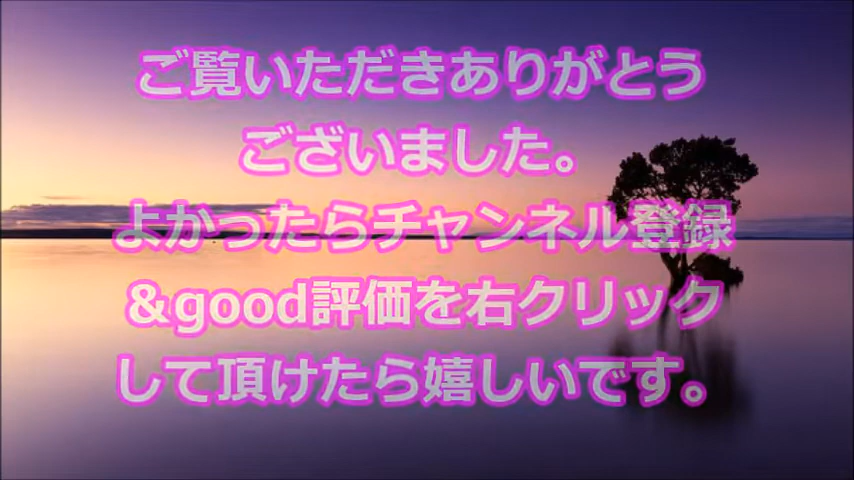 ご覧いただきありがとう
ございました。
よかったらチャンネル登録
&good評価を右クリック
して頂けたら嬉しいです。